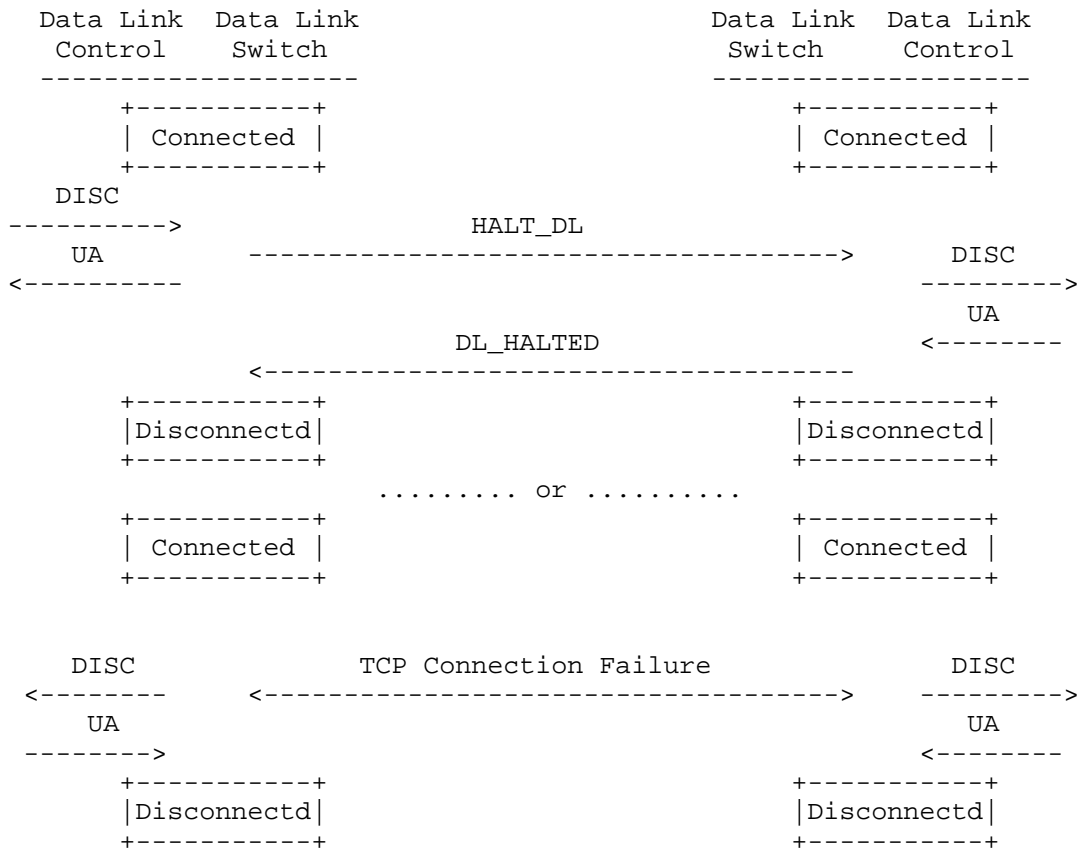 Data Link  Data Link                      Data Link  Data Link
   Control    Switch                         Switch     Control
  ---------------------                     ---------------------
       +-----------+                             +-----------+
       | Connected |                             | Connected |
       +-----------+                             +-----------+
   DISC
---------->                  HALT_DL
    UA         ------------------------------------->      DISC
<----------                                              --------->
                                                            UA
                            DL_HALTED                    <--------
               <-------------------------------------
       +-----------+                             +-----------+
       |Disconnectd|                             |Disconnectd|
       +-----------+                             +-----------+
                       ......... or ..........
       +-----------+                             +-----------+
       | Connected |                             | Connected |
       +-----------+                             +-----------+
    DISC              TCP Connection Failure               DISC
 <--------     <------------------------------------->   --------->
     UA                                                     UA
 -------->                                               <--------
       +-----------+                             +-----------+
       |Disconnectd|                             |Disconnectd|
       +-----------+                             +-----------+